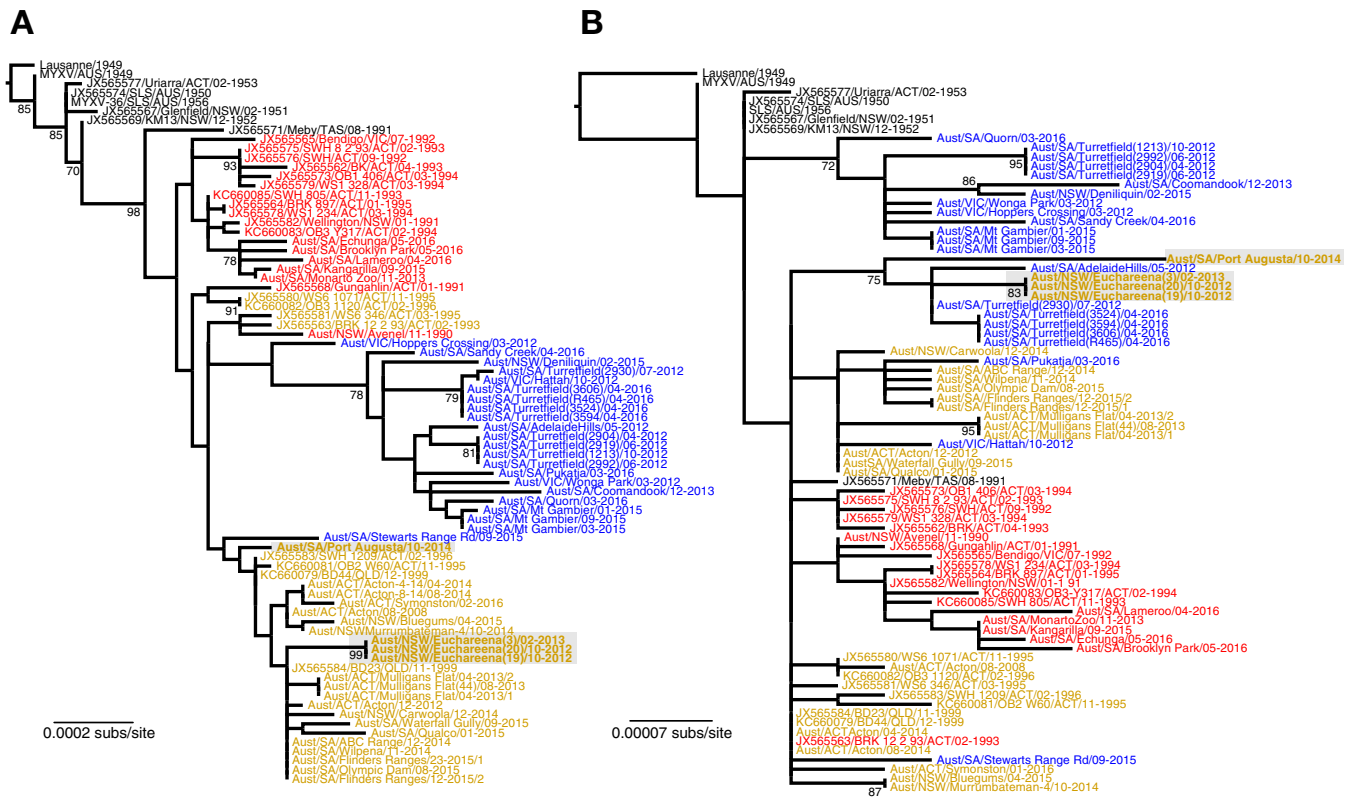 A
Lausanne/1949
MYXV/AUS/1949
JX565577/Uriarra/ACT/02-1953
JX565574/SLS/AUS/1950
MYXV-36/SLS/AUS/1956
85
JX565567/Glenfield/NSW/02-1951
JX565569/KM13/NSW/12-1952
85
JX565571/Meby/TAS/08-1991
JX565565/Bendigo/VIC/07-1992
JX565575/SWH 8 2 93/ACT/02-1993
JX565576/SWH/ACT/09-1992
93
JX565562/BK/ACT/04-1993
70
JX565573/OB1 406/ACT/03-1994
JX565579/WS1 328/ACT/03-1994
KC660085/SWH 805/ACT/11-1993
JX565564/BRK 897/ACT/01-1995
98
JX565578/WS1 234/ACT/03-1994
JX565582/Wellington/NSW/01-1991
KC660083/OB3 Y317/ACT/02-1994
Aust/SA/Echunga/05-2016
Aust/SA/Brooklyn Park/05-2016
78
Aust/SA/Lameroo/04-2016
Aust/SA/Kangarilla/09-2015
Aust/SA/Monarto Zoo/11-2013
JX565568/Gungahlin/ACT/01-1991
JX565580/WS6 1071/ACT/11-1995
91
KC660082/OB3 1120/ACT/02-1996
JX565581/WS6 346/ACT/03-1995
JX565563/BRK 12 2 93/ACT/02-1993
Aust/NSW/Avenel/11-1990
Aust/VIC/Hoppers Crossing/03-2012
Aust/SA/Sandy Creek/04-2016
Aust/NSW/Deniliquin/02-2015
Aust/SA/Turretfield(2930)/07-2012
Aust/VIC/Hattah/10-2012
78
79
Aust/SA/Turretfield(3606)/04-2016
Aust/SA/Turretfield(R465)/04-2016
Aust/SATurretfield(3524)/04-2016
Aust/SA/Turretfield(3594/04-2016
Aust/SA/AdelaideHills/05-2012
Aust/SA/Turretfield(2904)/04-2012
Aust/SA/Turretfield(2919)/06-2012
81
Aust/SA/Turretfield(1213)/10-2012
Aust/SA/Turretfield(2992)/06-2012
Aust/SA/Pukatja/03-2016
Aust/VIC/Wonga Park/03-2012
Aust/SA/Coomandook/12-2013
Aust/SA/Quorn/03-2016
Aust/SA/Mt Gambier/01-2015
Aust/SA/Mt Gambier/09-2015
Aust/SA/Mt Gambier/03-2015
Aust/SA/Stewarts Range Rd/09-2015
Aust/SA/Port Augusta/10-2014
JX565583/SWH 1209/ACT/02-1996
KC660081/OB2 W60/ACT/11-1995
KC660079/BD44/QLD/12-1999
Aust/ACT/Acton-4-14/04-2014
Aust/ACT/Acton-8-14/08-2014
Aust/ACT/Symonston/02-2016
Aust/ACT/Acton/08-2008
Aust/NSW/Bluegums/04-2015
Aust/NSWMurrumbateman-4/10-2014
Aust/NSW/Euchareena(3)/02-2013
99
Aust/NSW/Euchareena(20)/10-2012
Aust/NSW/Euchareena(19)/10-2012
JX565584/BD23/QLD/11-1999
Aust/ACT/Mulligans Flat/04-2013/2
Aust/ACT/Mulligans Flat(44)/08-2013
Aust/ACT/Mulligans Flat/04-2013/1
Aust/ACT/Acton/12-2012
Aust/NSW/Carwoola/12-2014
Aust/SA/Waterfall Gully/09-2015
Aust/SA/Qualco/01-2015
Aust/SA/ABC Range/12-2014
Aust/SA/Wilpena/11-2014
Aust/SA/Flinders Ranges/23-2015/1
Aust/SA/Olympic Dam/08-2015
Aust/SA/Flinders Ranges/12-2015/2
0.0002 subs/site
B
Lausanne/1949
MYXV/AUS/1949
JX565577/Uriarra/ACT/02-1953
JX565574/SLS/AUS/1950
SLS/AUS/1956
JX565567/Glenfield/NSW/02-1951
JX565569/KM13/NSW/12-1952
Aust/SA/Quorn/03-2016
72
Aust/SA/Turretfield(1213)/10-2012
95
Aust/SA/Turretfield(2992)/06-2012
Aust/SA/Turretfield(2904)/04-2012
Aust/SA/Turretfield(2919)/06-2012
86
Aust/SA/Coomandook/12-2013
Aust/NSW/Deniliquin/02-2015
Aust/VIC/Wonga Park/03-2012
Aust/VIC/Hoppers Crossing/03-2012
Aust/SA/Sandy Creek/04-2016
Aust/SA/Mt Gambier/01-2015
Aust/SA/Mt Gambier/09-2015
Aust/SA/Mt Gambier/03-2015
Aust/SA/Port Augusta/10-2014
75
Aust/SA/AdelaideHills/05-2012
Aust/NSW/Euchareena(3)/02-2013
83
Aust/NSW/Euchareena(20)/10-2012
Aust/NSW/Euchareena(19)/10-2012
Aust/SA/Turretfield(2930)/07-2012
Aust/SA/Turretfield(3524)/04-2016
Aust/SA/Turretfield(3594)/04-2016
Aust/SA/Turretfield(3606)/04-2016
Aust/SA/Turretfield(R465)/04-2016
Aust/NSW/Carwoola/12-2014
Aust/SA/Pukatja/03-2016
Aust/SA/ABC Range/12-2014
Aust/SA/Wilpena/11-2014
Aust/SA/Olympic Dam/08-2015
Aust/SA//Flinders Ranges/12-2015/2
Aust/SA/Flinders Ranges/12-2015/1
Aust/ACT/Mulligans Flat/04-2013/2
95
Aust/ACT/Mulligans Flat(44)/08-2013
Aust/ACT/Mulligans Flat/04-2013/1
Aust/VIC/Hattah/10-2012
Aust/ACT/Acton/12-2012
AustSA/Waterfall Gully/09-2015
Aust/SA/Qualco/01-2015
JX565571/Meby/TAS/08-1991
JX565573/OB1 406/ACT/03-1994
JX565575/SWH 8 2 93/ACT/02-1993
JX565576/SWH/ACT/09-1992
JX565579/WS1 328/ACT/03-1994
JX565562/BRK/ACT/04-1993
Aust/NSW/Avenel/11-1990
JX565568/Gungahlin/ACT/01-1991
JX565565/Bendigo/VIC/07-1992
JX565578/WS1 234/ACT/03-1994
JX565564/BRK 897/ACT/01-1995
JX565582/Wellington/NSW/01-1 91
KC660083/OB3-Y317/ACT/02-1994
KC660085/SWH 805/ACT/11-1993
Aust/SA/Lameroo/04-2016
Aust/SA/MonartoZoo/11-2013
Aust/SA/Kangarilla/09-2015
Aust/SA/Echunga/05-2016
Aust/SA/Brooklyn Park/05-2016
JX565580/WS6 1071/ACT/11-1995
Aust/ACT/Acton/08-2008
KC660082/OB3 1120/ACT/02-1996
JX565581/WS6 346/ACT/03-1995
JX565583/SWH 1209/ACT/02-1996
KC660081/OB2 W60/ACT/11-1995
JX565584/BD23/QLD/11-1999
KC660079/BD44/QLD/12-1999
Aust/ACTActon/04-2014
JX565563/BRK 12 2 93/ACT/02-1993
Aust/ACT/Acton/08-2014
Aust/SA/Stewarts Range Rd/09-2015
Aust/ACT/Symonston/01-2016
Aust/NSW/Bluegums/04-2015
Aust/NSW/Murrumbateman-4/10-2014
87
0.00007 subs/site